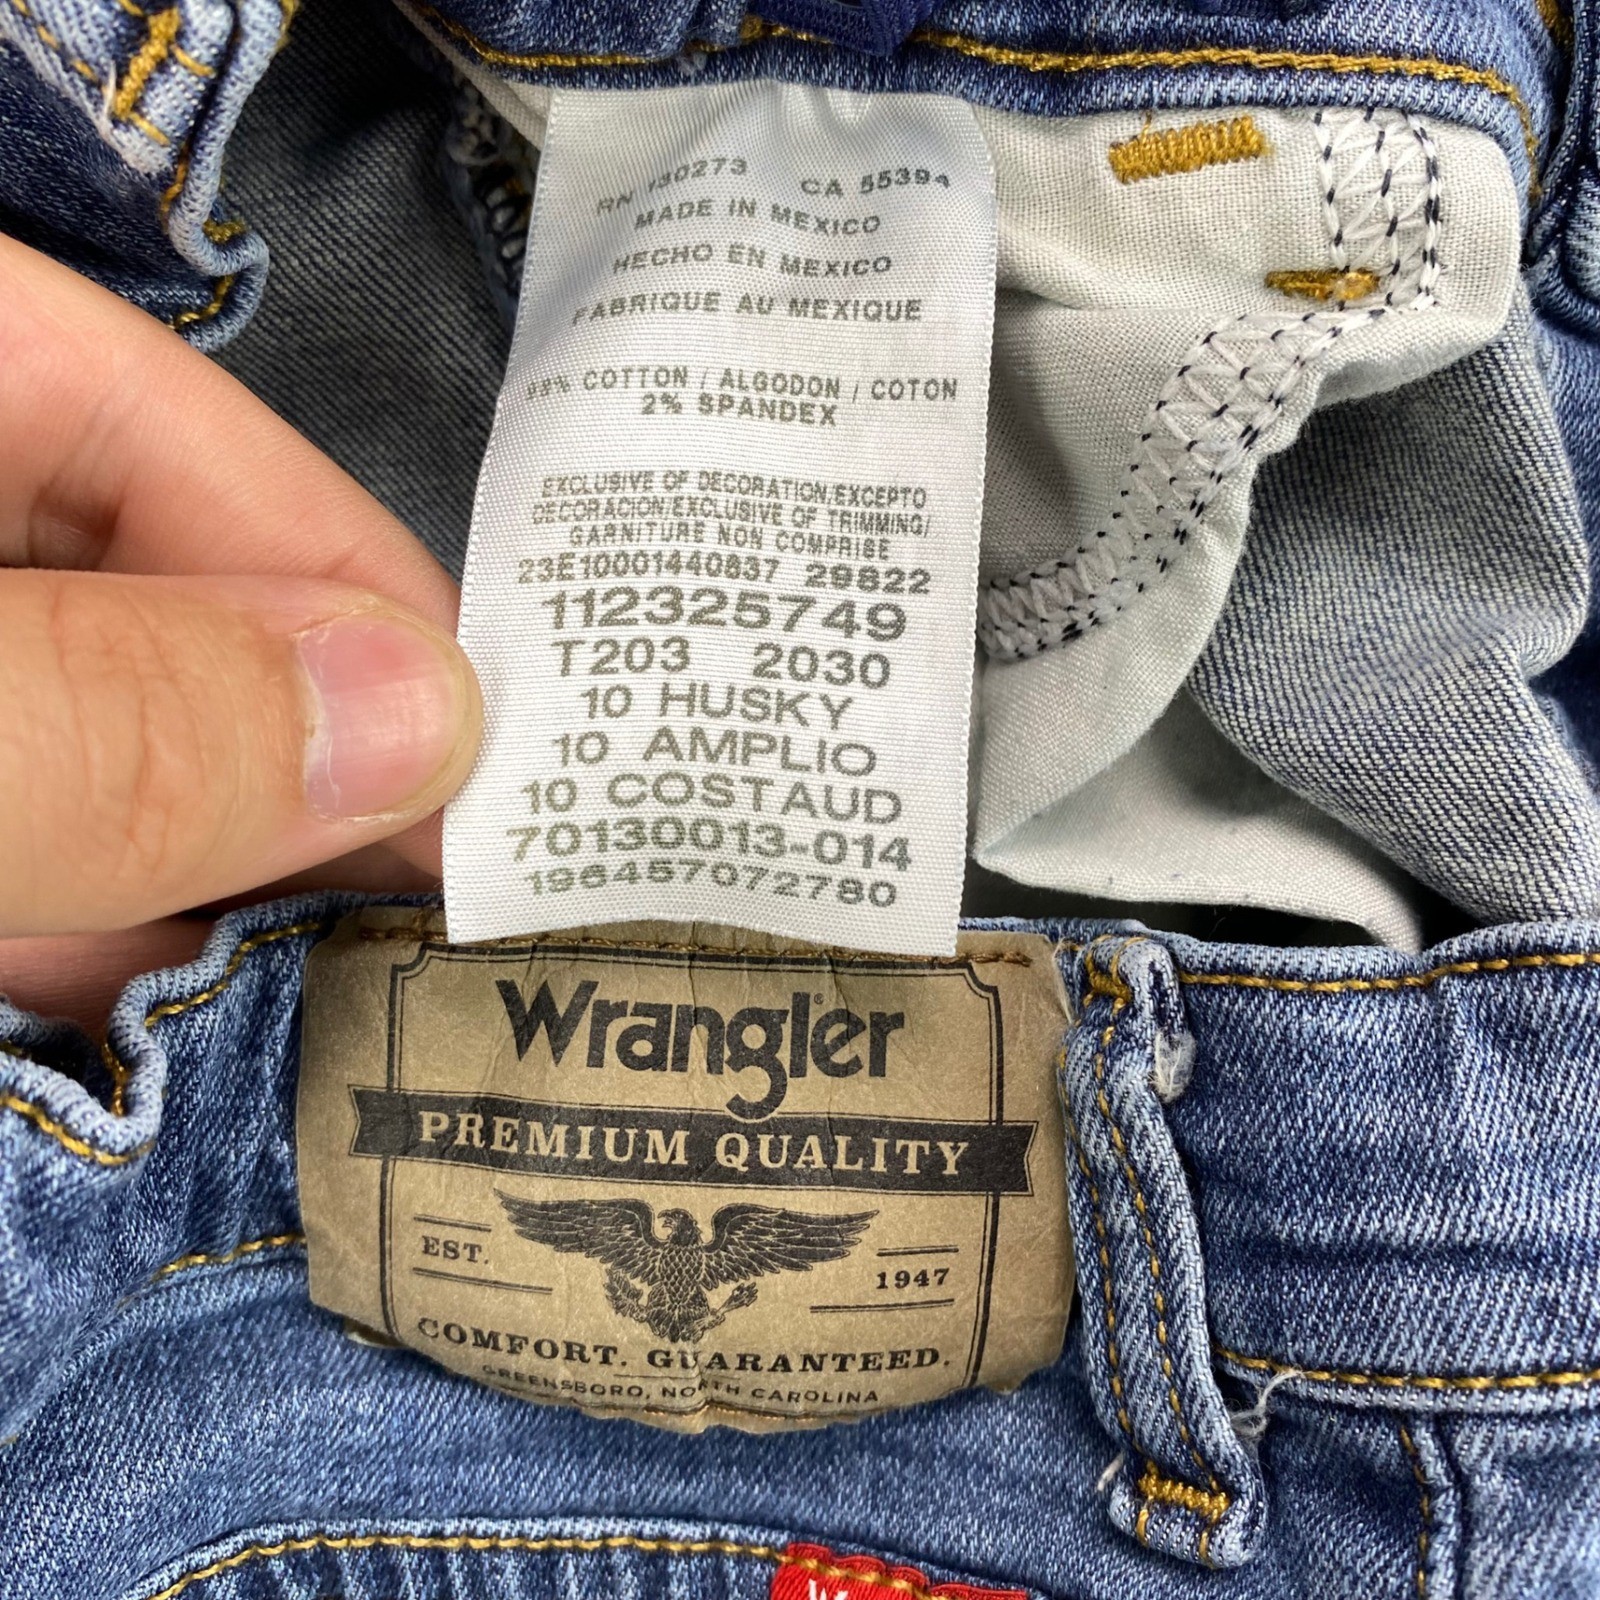 RN 130273 CA 55394
MADE IN MEXICO
HECHO EN MEXICO
FABRIQUE AU MEXIQUE
98% COTTON / ALGODON / COTON
2% SPANDEX
EXCLUSIVE OF DECORATION/EXCEPTO
DECORACION/EXCLUSIVE OF TRIMMING/
GARNITURE NON COMPRISE
23E10001440837 29822
112325749
T203 2030
10 HUSKY
10 AMPLIO
10 COSTAUD
70130013-014
196457072780
Wrangler®
PREMIUM QUALITY
EST. 1947
COMFORT. GUARANTEED.
GREENSBORO, NORTH CAROLINA